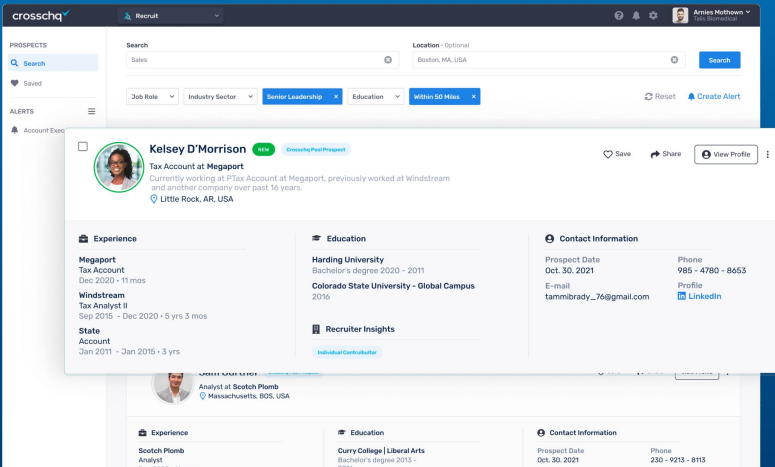 crosschq
Recruit
Arnies Mothown
Talis Biomedical
PROSPECTS
Search
Saved
ALERTS
Account Exec
Search
Location - Optional
Sales
Boston, MA, USA
Search
Job Role
Industry Sector
Senior Leadership ×
Education
Within 50 Miles ×
Reset
Create Alert
Kelsey D'Morrison NEW Crosschq Pool Prospect
Tax Account at Megaport
Currently working at PTax Account at Megaport, previously worked at Windstream
and another company over past 16 years.
Little Rock, AR, USA
Save
Share
View Profile
Experience
Megaport
Tax Account
Dec 2020 • 11 mos
Windstream
Tax Analyst II
Sep 2015 - Dec 2020 • 5 yrs 3 mos
State
Account
Jan 2011 - Jan 2015 • 3 yrs
Education
Harding University
Bachelor's degree 2020 - 2011
Colorado State University - Global Campus
2016
Recruiter Insights
Individual Contruibuitor
Contact Information
Prospect Date
Oct. 30. 2021
Phone
985 - 4780 - 8653
E-mail
tammibrady_76@gmail.com
Profile
in LinkedIn
Analyst at Scotch Plomb
Massachusetts, BOS, USA
Experience
Scotch Plomb
Analyst
Education
Curry College | Liberal Arts
Bachelor's degree 2013 -
Contact Information
Prospect Date
Oct. 30. 2021
Phone
230 - 9213 - 8113